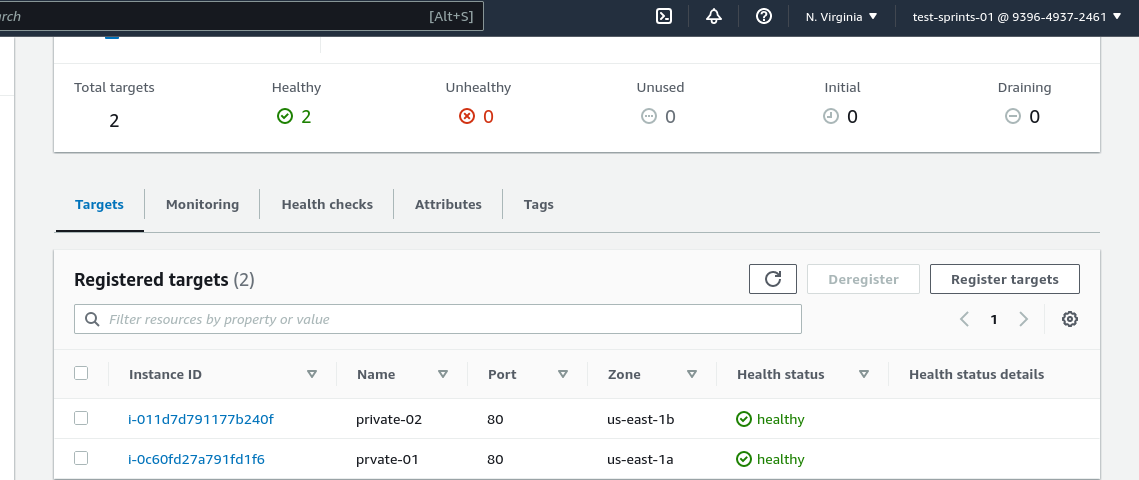 rch [Alt+S] N. Virginia test-sprints-01 @ 9396-4937-2461
Total targets Healthy Unhealthy Unused Initial Draining
2 2 0 0 0 0
Targets Monitoring Health checks Attributes Tags
Registered targets (2) Deregister Register targets
Filter resources by property or value 1
Instance ID Name Port Zone Health status Health status details
i-011d7d791177b240f private-02 80 us-east-1b healthy
i-0c60fd27a791fd1f6 prvate-01 80 us-east-1a healthy